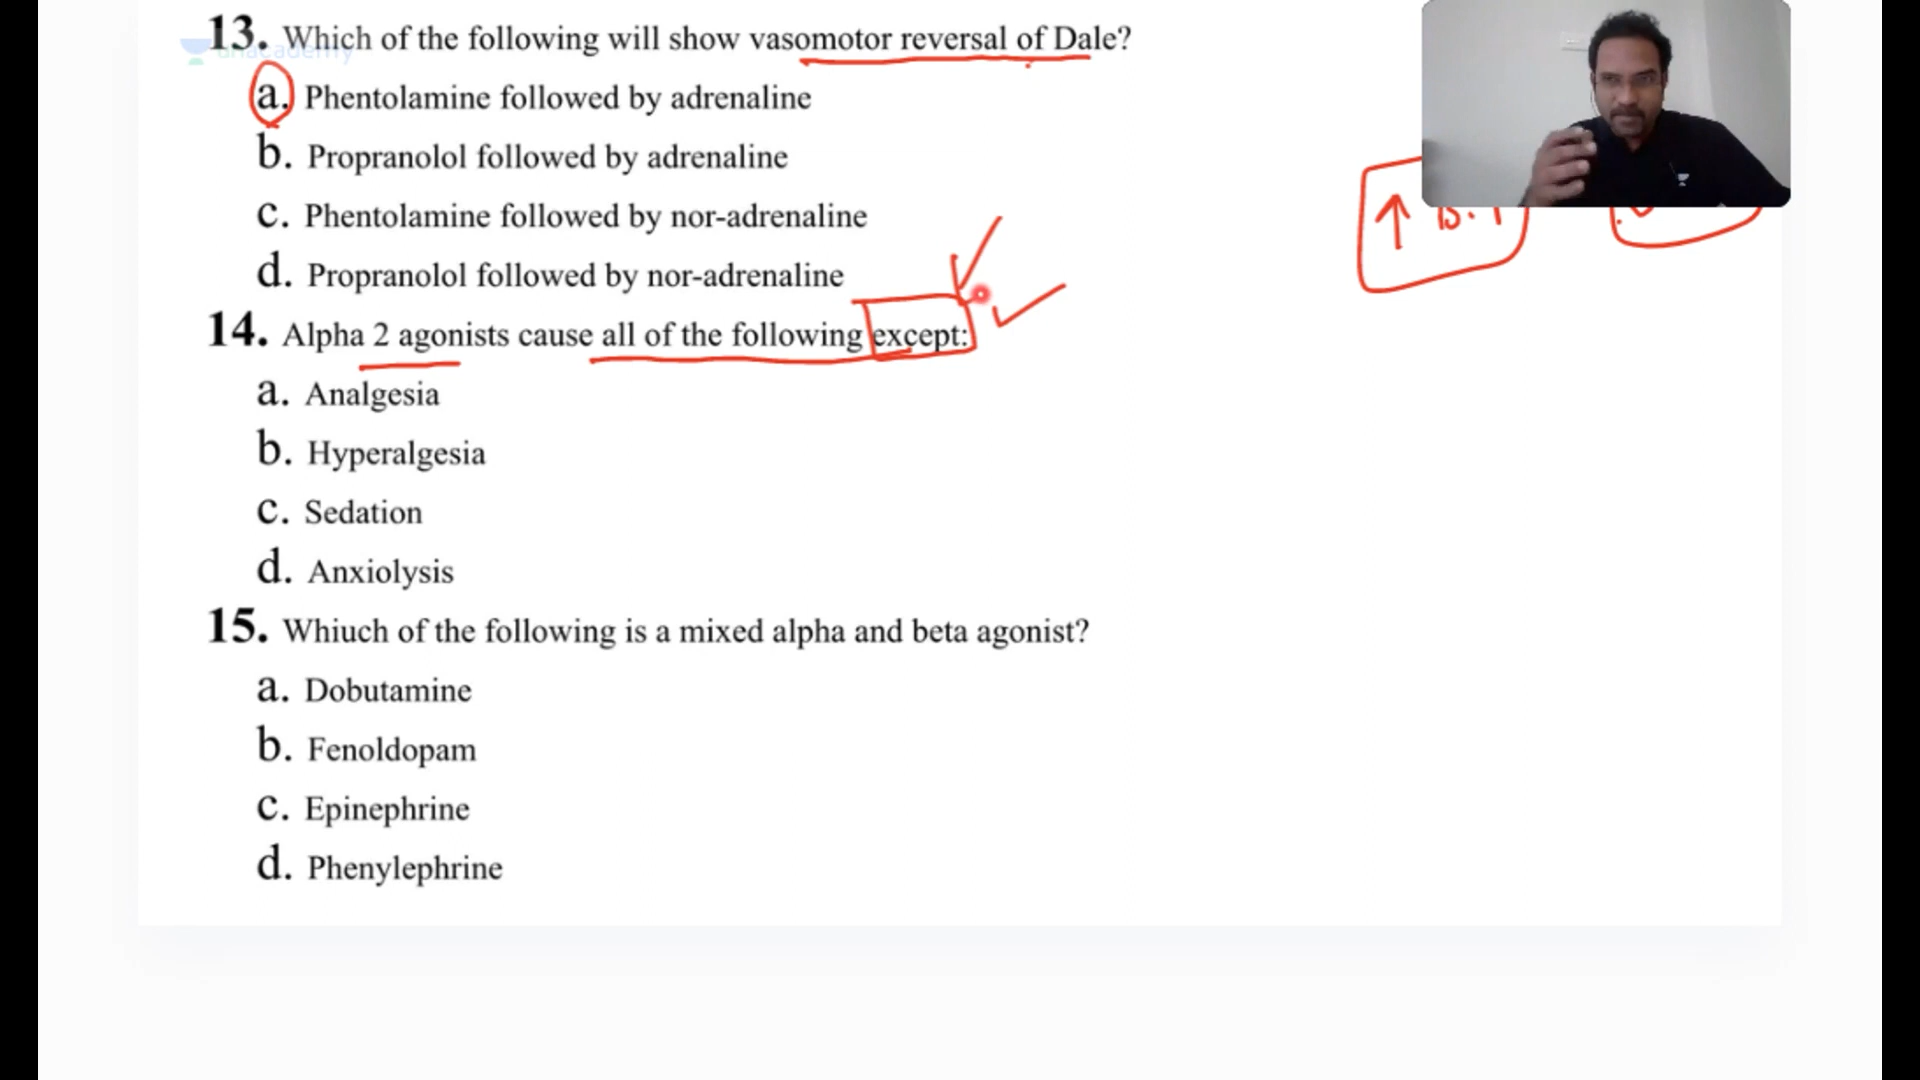 13. Which of the following will show vasomotor reversal of Dale?
a. Phentolamine followed by adrenaline
b. Propranolol followed by adrenaline
c. Phentolamine followed by nor-adrenaline
d. Propranolol followed by nor-adrenaline
14. Alpha 2 agonists cause all of the following except:
a. Analgesia
b. Hyperalgesia
c. Sedation
d. Anxiolysis
15. Whiuch of the following is a mixed alpha and beta agonist?
a. Dobutamine
b. Fenoldopam
c. Epinephrine
d. Phenylephrine